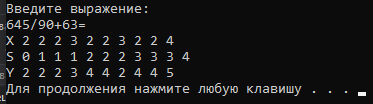 Введите выражение:
645/90+63=
X 2 2 2 3 2 2 3 2 2 4
S 0 1 1 1 2 2 2 3 3 3 4
Y 2 2 2 3 4 4 2 4 4 5
Для продолжения нажмите любую клавишу . . .